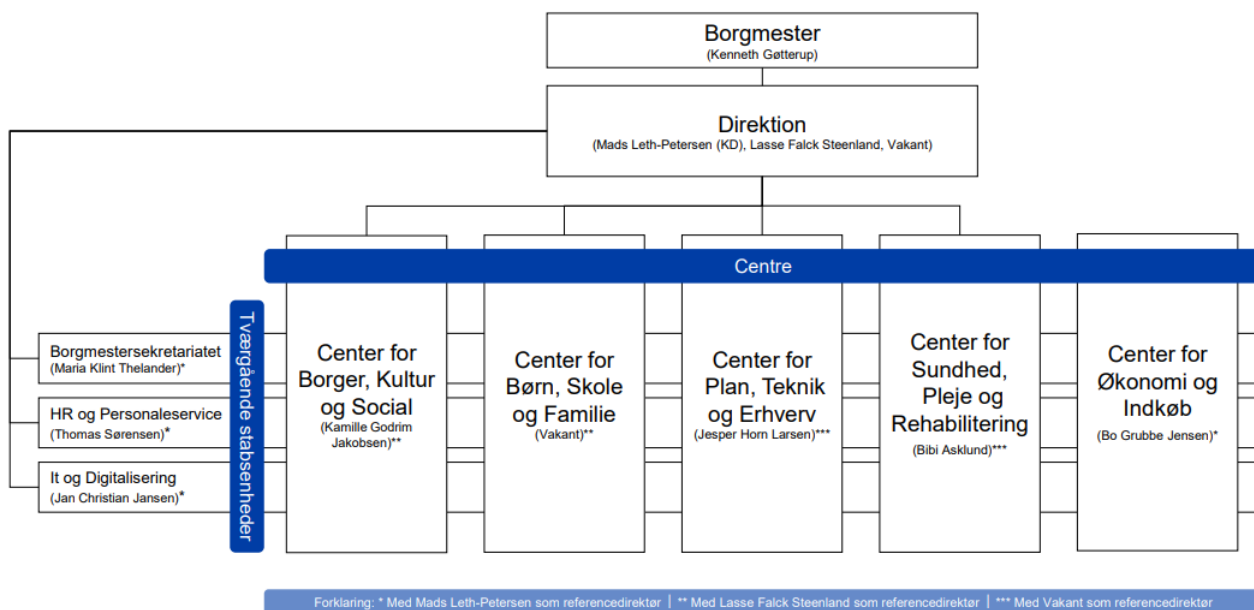 Borgmester
(Kenneth Gøtterup)
Direktion
(Mads Leth-Petersen (KD), Lasse Falck Steenland, Vakant)
Centre
Tværgående stabsenheder
Borgmestersekretariatet
(Maria Klint Thelander)*
HR og Personaleservice
(Thomas Sørensen)*
It og Digitalisering
(Jan Christian Jansen)*
Center for
Borger, Kultur
og Social
(Kamille Godrim
Jakobsen)**
Center for
Børn, Skole
og Familie
(Vakant)**
Center for
Plan, Teknik
og Erhverv
(Jesper Horn Larsen)***
Center for
Sundhed,
Pleje og
Rehabilitering
(Bibi Asklund)***
Center for
Økonomi og
Indkøb
(Bo Grubbe Jensen)*
Forklaring: * Med Mads Leth-Petersen som referencedirektør | ** Med Lasse Falck Steenland som referencedirektør | *** Med Vakant som referencedirektør